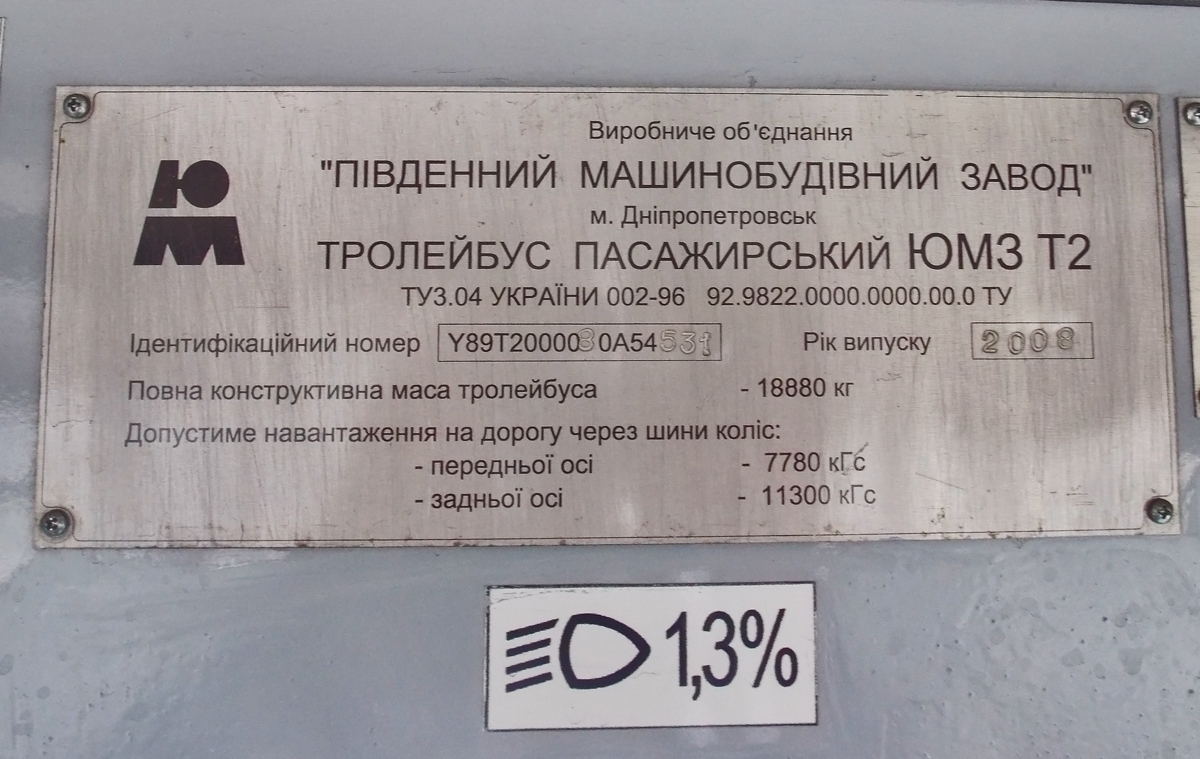 Виробниче об'єднання
"ПІВДЕННИЙ МАШИНОБУДІВНИЙ ЗАВОД"
м. Дніпропетровськ
ЮМ
ТРОЛЕЙБУС ПАСАЖИРСЬКИЙ ЮМЗ Т2
ТУ3.04 УКРАЇНИ 002-96 92.9822.0000.0000.00.0 ТУ
Ідентифікаційний номер Y89T2000080A54531 Рік випуску 2008
Повна конструктивна маса тролейбуса - 18880 кг
Допустиме навантаження на дорогу через шини коліс:
- передньої осі - 7780 кГс
- задньої осі - 11300 кГс
1,3%